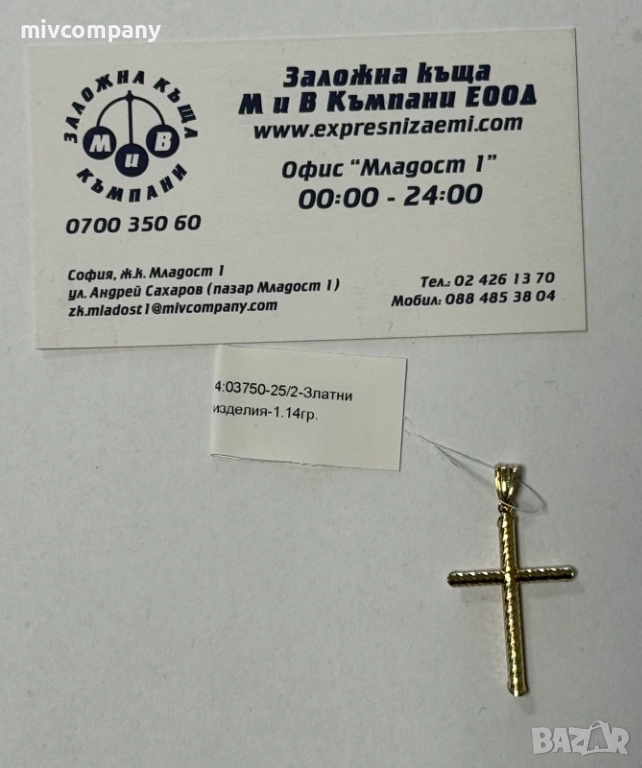 mivcompany
ЗАЛОЖНА КЪЩА
М и В
КЪМПАНИ
0700 350 60
Заложна къща
М и В Къмпани ЕООД
www.expresnizaemi.com
Офис “Младост 1”
00:00 - 24:00
София, ж.к. Младост 1
ул. Андрей Сахаров (пазар Младост 1)
zk.mladost1@mivcompany.com
Тел.: 02 426 13 70
Мобил.: 088 485 38 04
4:03750-25/2-Златни
изделия-1.14гр.
BAZAR